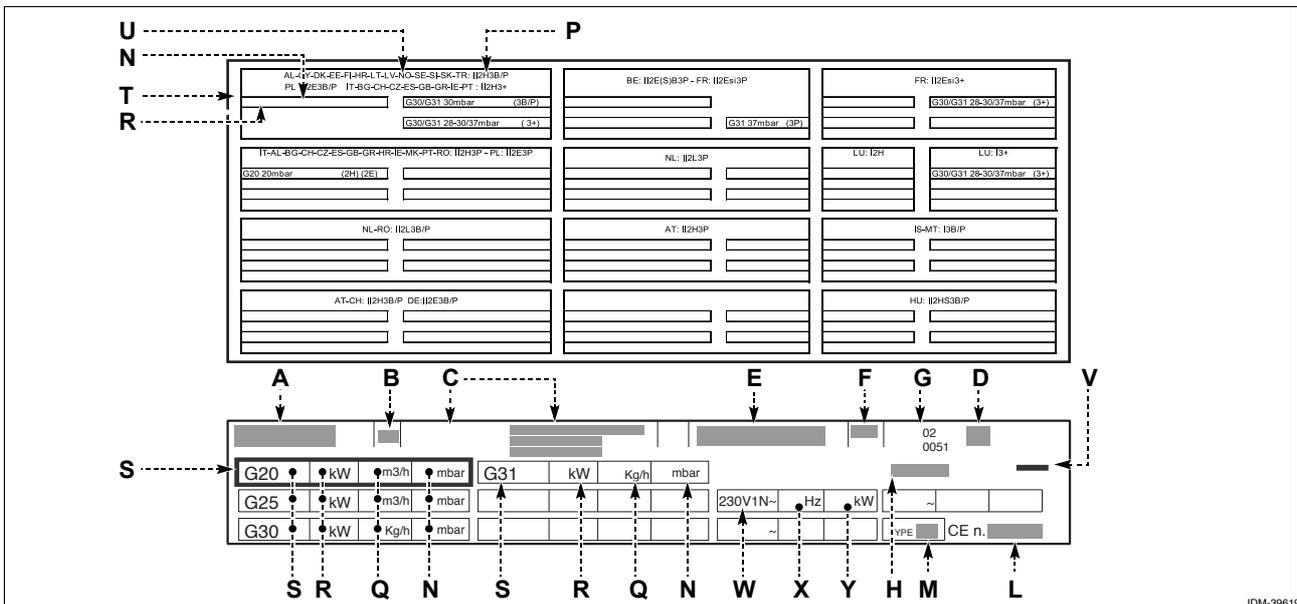 U P
N
T
R
AL-CY-DK-EE-FI-HR-LT-LV-NO-SE-SI-SK-TR: II2H3B/P
PL: II2E3B/P IT-BG-CH-CZ-ES-GB-GR-IE-PT : II2H3+
G30/G31 30mbar (3B/P)
G30/G31 28-30/37mbar ( 3+)
BE: II2E(S)B3P - FR: II2Esi3P
G31 37mbar (3P)
FR: II2Esi3+
G30/G31 28-30/37mbar (3+)
IT-AL-BG-CH-CZ-ES-GB-GR-HR-IE-MK-PT-RO: II2H3P - PL: II2E3P
G20 20mbar (2H) (2E)
NL: II2L3P
LU: I2H
LU: I3+
G30/G31 28-30/37mbar (3+)
NL-RO: II2L3B/P
AT: II2H3P
IS-MT: I3B/P
AT-CH: II2H3B/P DE:II2E3B/P
HU: II2HS3B/P
A B C E F G D V
02
0051
S
G20 kW m3/h mbar G31 kW Kg/h mbar
G25 kW m3/h mbar 230V1N~ Hz kW ~
G30 kW Kg/h mbar ~ YPE CE n.
S R Q N S R Q N W X Y H M L
IDM-39619